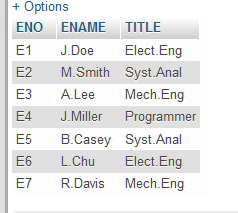 + Options
ENO ENAME TITLE
E1 J.Doe Elect.Eng
E2 M.Smith Syst.Anal
E3 A.Lee Mech.Eng
E4 J.Miller Programmer
E5 B.Casey Syst.Anal
E6 L.Chu Elect.Eng
E7 R.Davis Mech.Eng